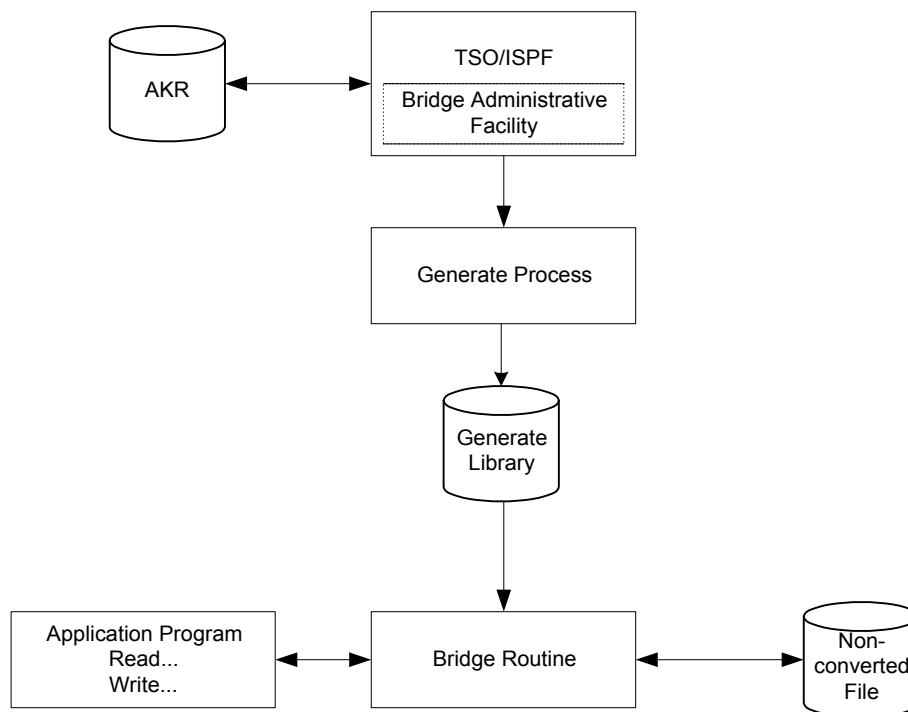 AKR
TSO/ISPF
Bridge Administrative
Facility
Generate Process
Generate
Library
Application Program
Read...
Write...
Bridge Routine
Non-
converted
File